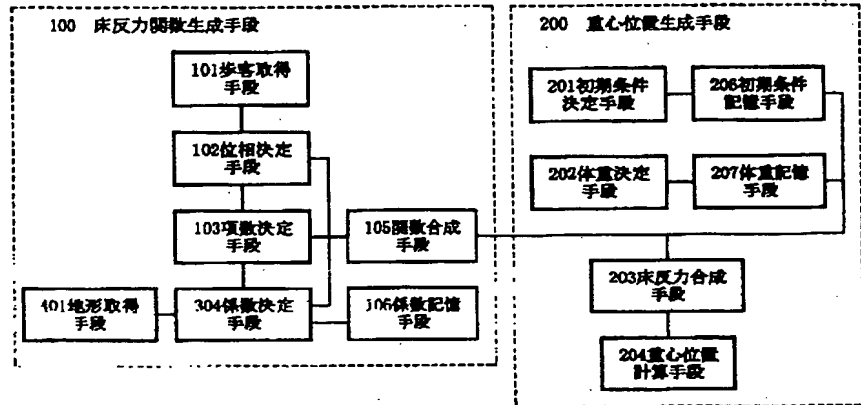 100 床反力関数生成手段
101歩容取得
手段
102位相決定
手段
103項数決定
手段
105関数合成
手段
401地形取得
手段
304係数決定
手段
106係数記憶
手段
200 重心位置生成手段
201初期条件
決定手段
206初期条件
記憶手段
202体重決定
手段
207体重記憶
手段
203床反力合成
手段
204重心位置
計算手段